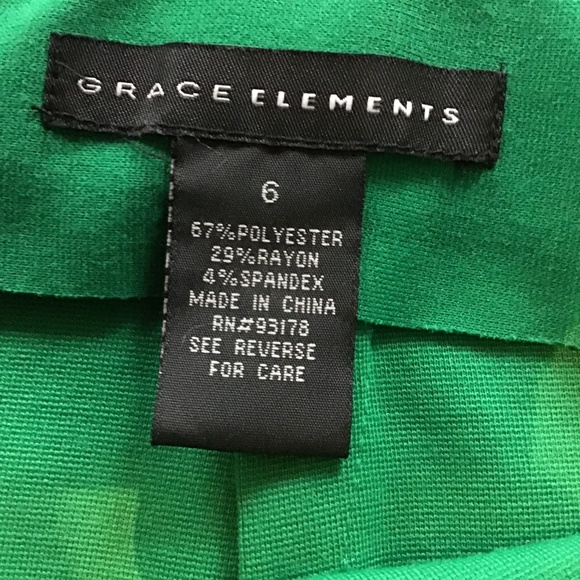 GRACE ELEMENTS
6
67%POLYESTER
29%RAYON
4%SPANDEX
MADE IN CHINA
RN#93178
SEE REVERSE
FOR CARE